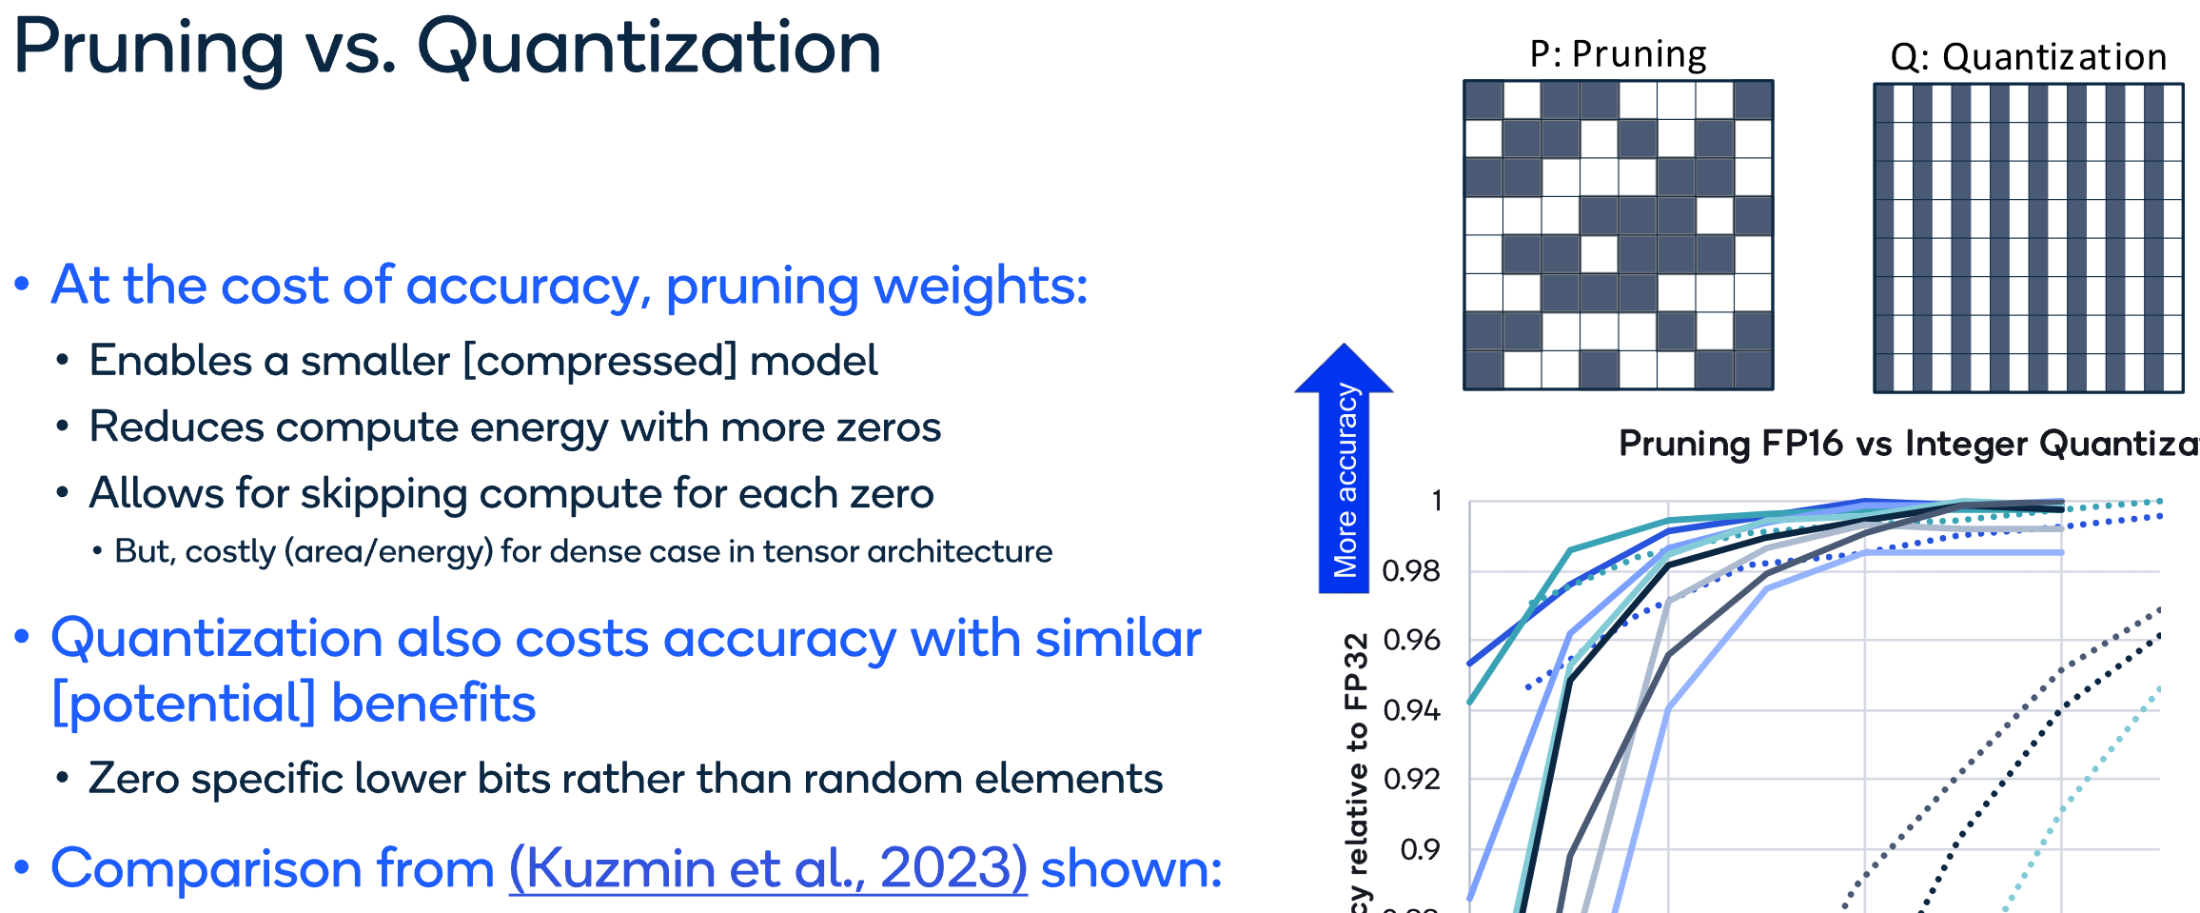 Pruning vs. Quantization
• At the cost of accuracy, pruning weights:
• Enables a smaller [compressed] model
• Reduces compute energy with more zeros
• Allows for skipping compute for each zero
• But, costly (area/energy) for dense case in tensor architecture
• Quantization also costs accuracy with similar
[potential] benefits
• Zero specific lower bits rather than random elements
• Comparison from (Kuzmin et al., 2023) shown:
P: Pruning
Q: Quantization
More accuracy
Pruning FP16 vs Integer
1
0.98
0.96
0.94
0.92
0.9
relative to FP32